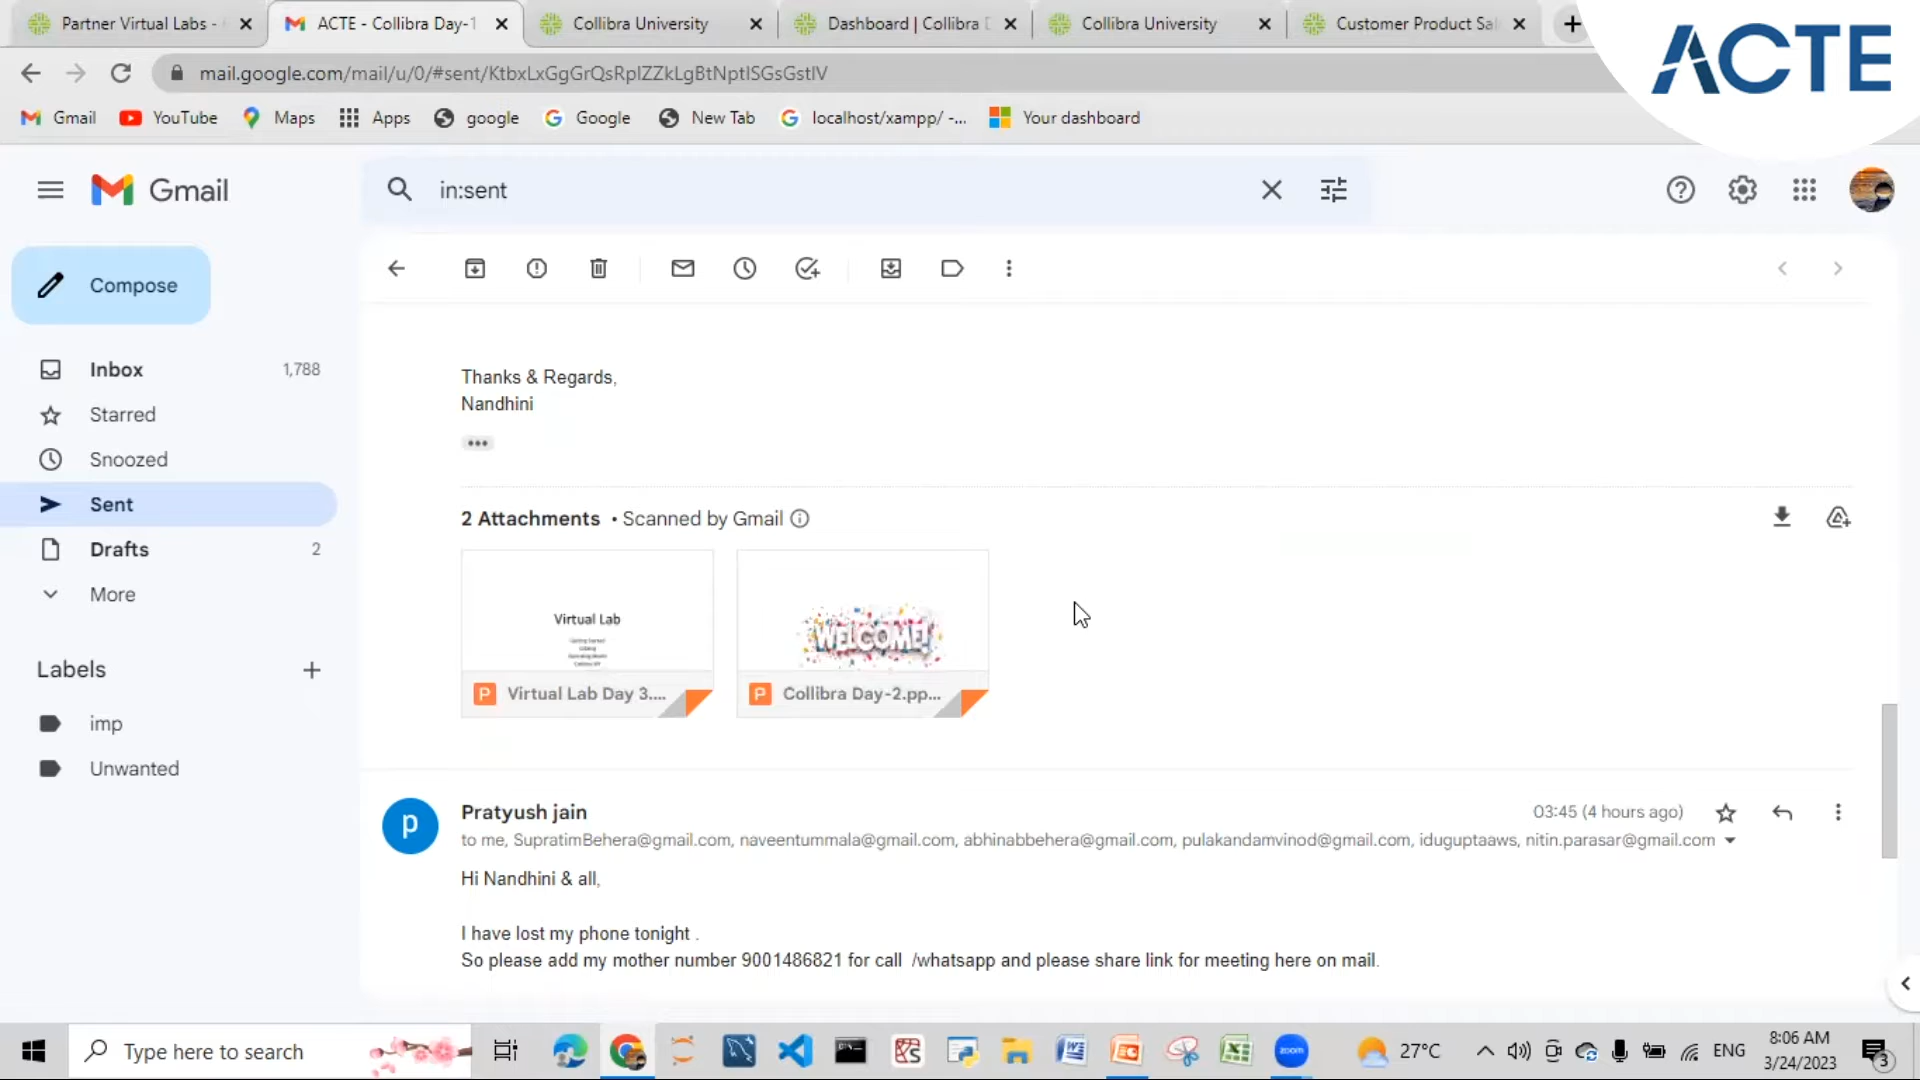 Partner Virtual Labs -
ACTE - Collibra Day-1
Collibra University
Dashboard | Collibra
Collibra University
Customer Product Sal
ACTE
mail.google.com/mail/u/0/#sent/KtbxLxGgGrQsRplZZkLgBtNptlSGsGstlV
Gmail
YouTube
Maps
Apps
google
Google
New Tab
localhost/xampp/ -...
Your dashboard
Gmail
in:sent
Compose
Inbox 1,788
Starred
Snoozed
Sent
Drafts 2
More
Labels
imp
Unwanted
Thanks & Regards,
Nandhini
2 Attachments • Scanned by Gmail
Virtual Lab
WELCOME!
Virtual Lab Day 3....
Collibra Day-2.pp...
p
Pratyush jain
03:45 (4 hours ago)
to me, SupratimBehera@gmail.com, naveentummala@gmail.com, abhinabbehera@gmail.com, pulakandamvinod@gmail.com, iduguptaaws, nitin.parasar@gmail.com
Hi Nandhini & all,
I have lost my phone tonight .
So please add my mother number 9001486821 for call /whatsapp and please share link for meeting here on mail.
Type here to search
zoom
27°C
ENG
8:06 AM
3/24/2023
3